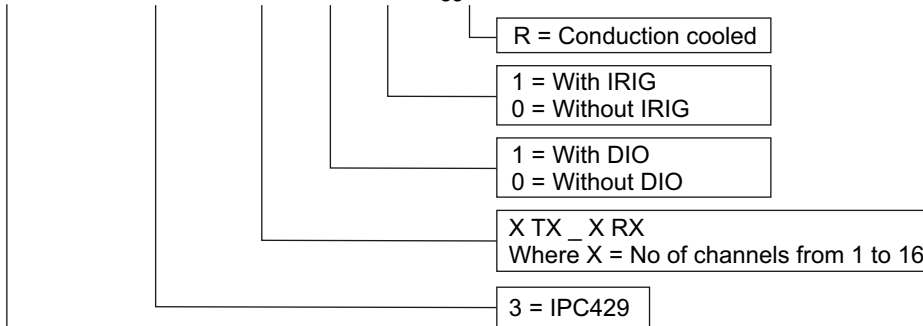 R = Conduction cooled
1 = With IRIG
0 = Without IRIG
1 = With DIO
0 = Without DIO
X TX _ X RX
Where X = No of channels from 1 to 16
3 = IPC429